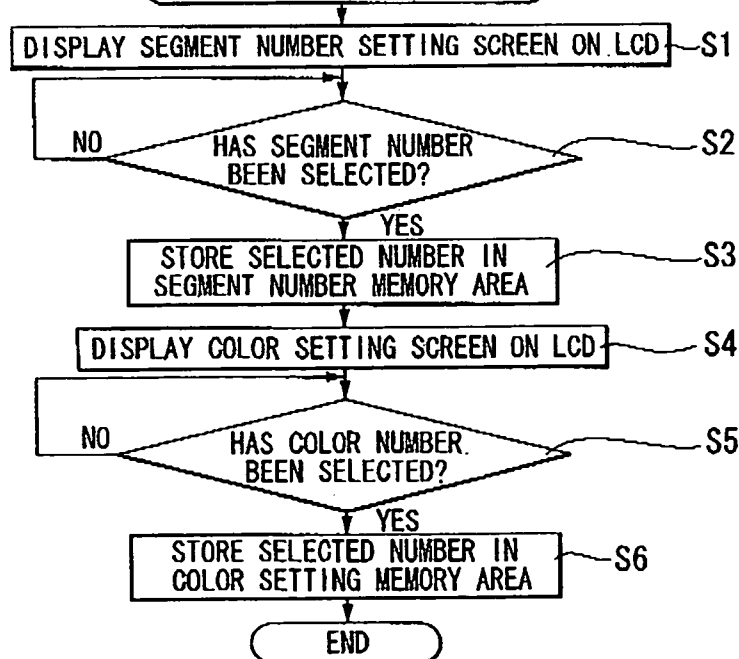 DISPLAY SEGMENT NUMBER SETTING SCREEN ON LCD
S1
NO
HAS SEGMENT NUMBER
BEEN SELECTED?
S2
YES
STORE SELECTED NUMBER IN
SEGMENT NUMBER MEMORY AREA
S3
DISPLAY COLOR SETTING SCREEN ON LCD
S4
NO
HAS COLOR NUMBER
BEEN SELECTED?
S5
YES
STORE SELECTED NUMBER IN
COLOR SETTING MEMORY AREA
S6
END